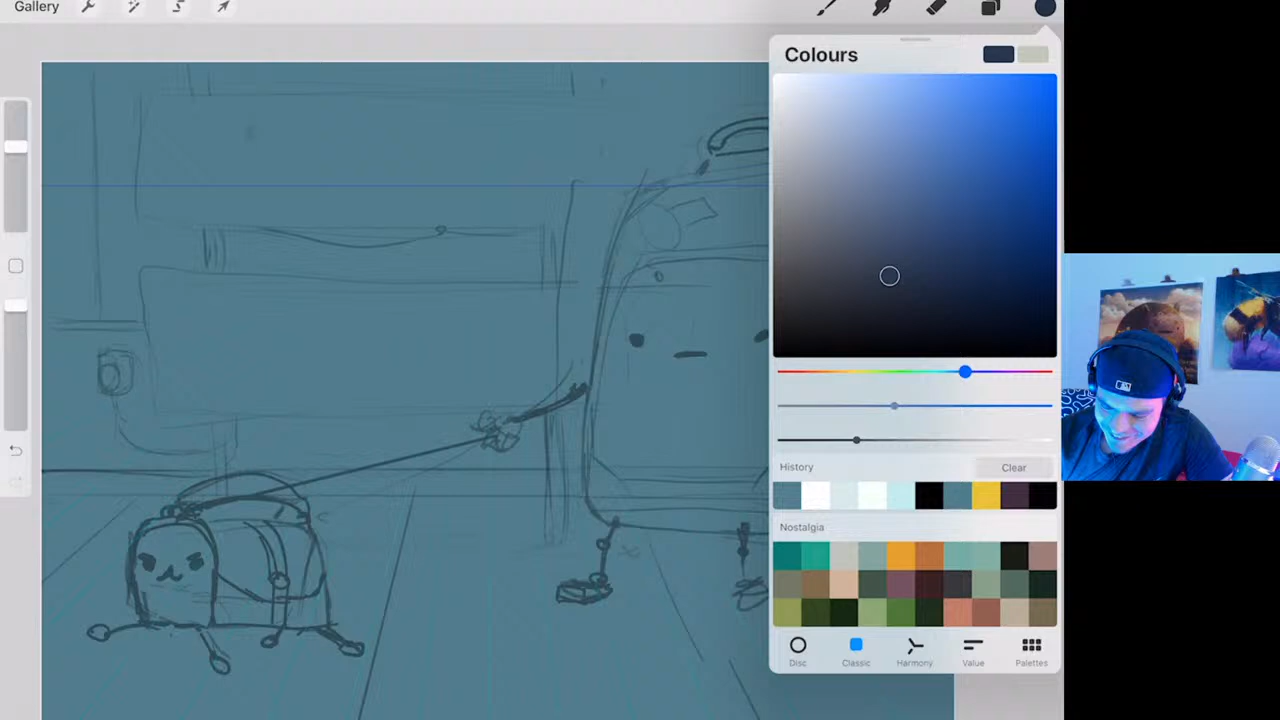 Gallery
Colours
History
Clear
Nostalgia
Disc
Classic
Harmony
Value
Palettes